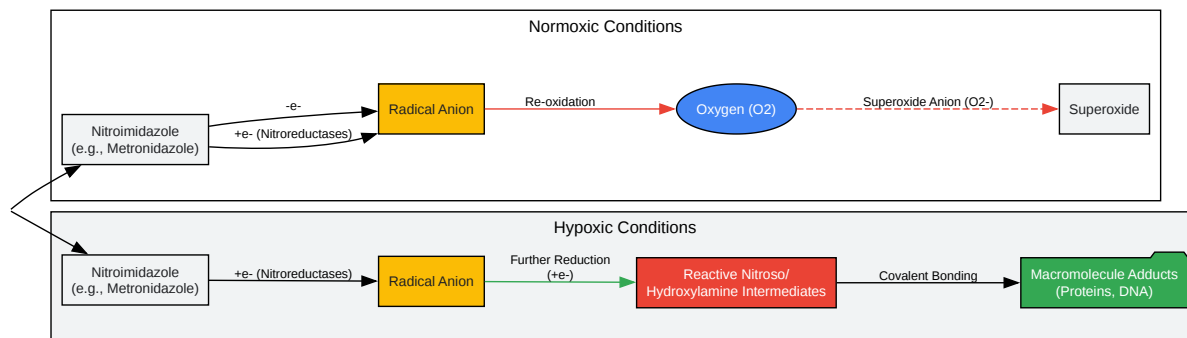 Normoxic Conditions
-e-
Radical Anion
Re-oxidation
Oxygen (O2)
Superoxide Anion (O2-)
Superoxide
Nitroimidazole
(e.g., Metronidazole)
+e- (Nitroreductases)
Hypoxic Conditions
Nitroimidazole
(e.g., Metronidazole)
+e- (Nitroreductases)
Radical Anion
Further Reduction
(+e-)
Reactive Nitroso/
Hydroxylamine Intermediates
Covalent Bonding
Macromolecule Adducts
(Proteins, DNA)